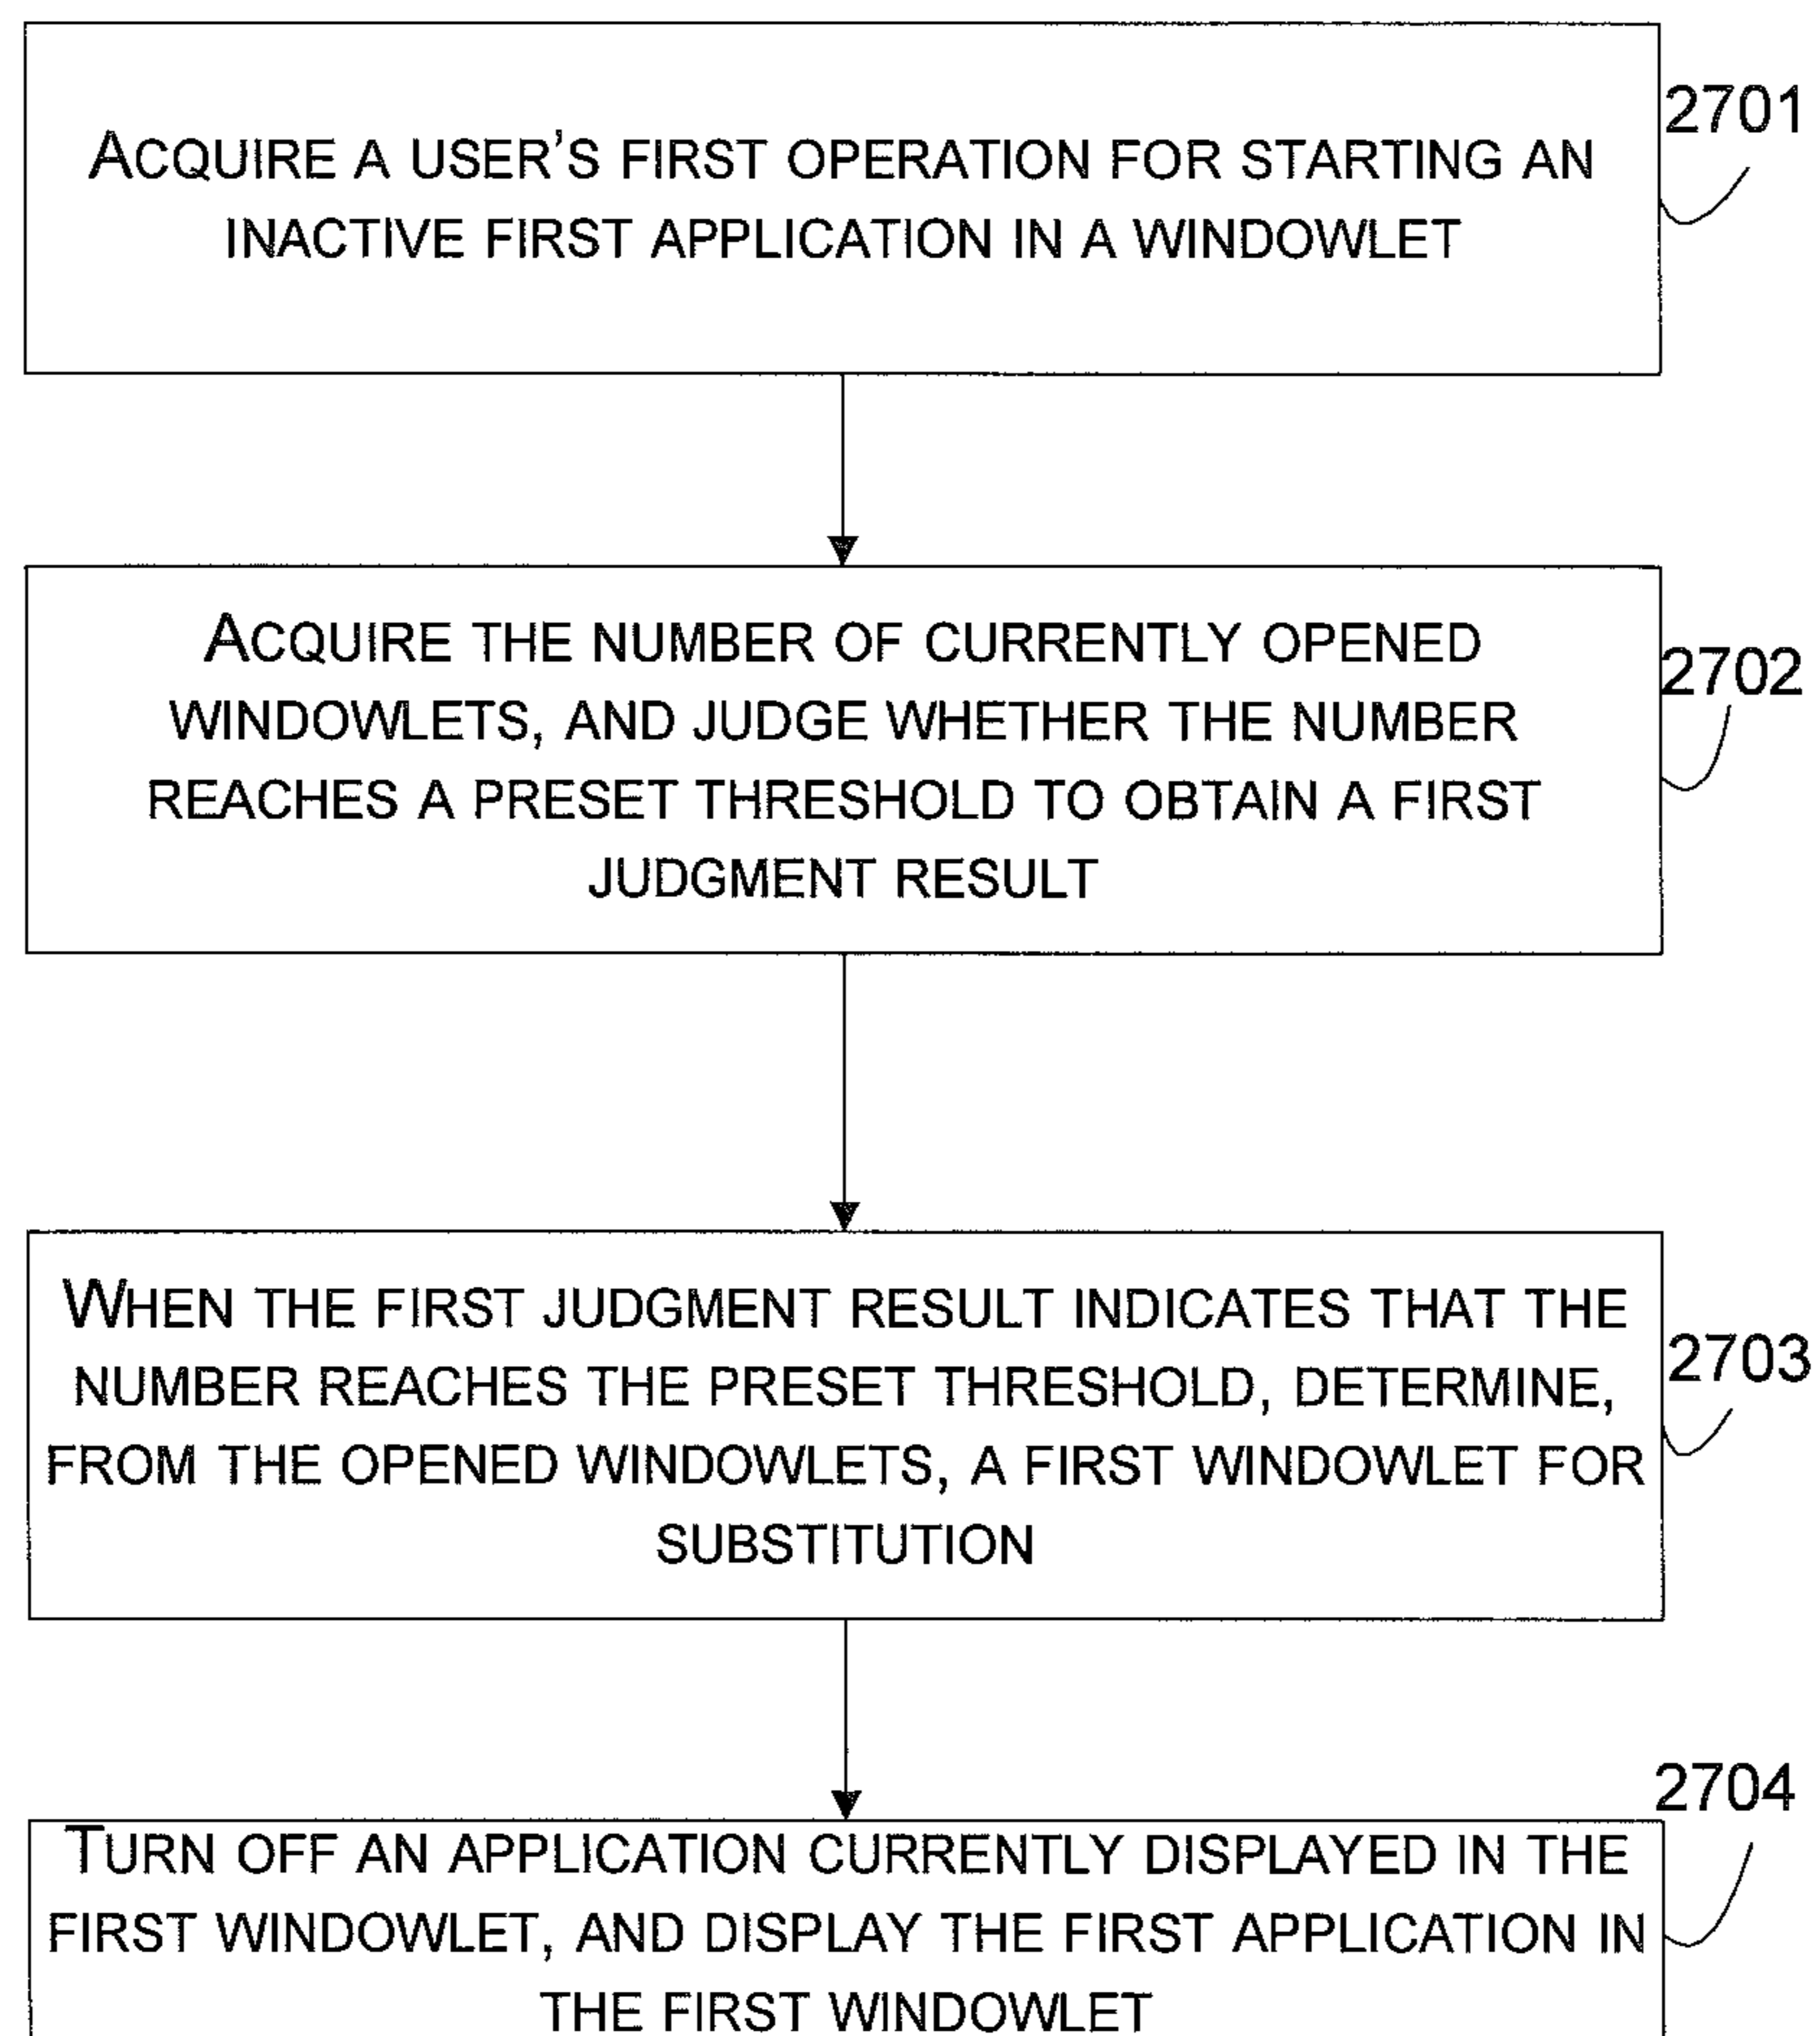 ACQUIRE A USER'S FIRST OPERATION FOR STARTING AN
INACTIVE FIRST APPLICATION IN A WINDOWLET
2701
ACQUIRE THE NUMBER OF CURRENTLY OPENED
WINDOWLETS, AND JUDGE WHETHER THE NUMBER
REACHES A PRESET THRESHOLD TO OBTAIN A FIRST
JUDGMENT RESULT
2702
WHEN THE FIRST JUDGMENT RESULT INDICATES THAT THE
NUMBER REACHES THE PRESET THRESHOLD, DETERMINE,
FROM THE OPENED WINDOWLETS, A FIRST WINDOWLET FOR
SUBSTITUTION
2703
TURN OFF AN APPLICATION CURRENTLY DISPLAYED IN THE
FIRST WINDOWLET, AND DISPLAY THE FIRST APPLICATION IN
THE FIRST WINDOWLET
2704